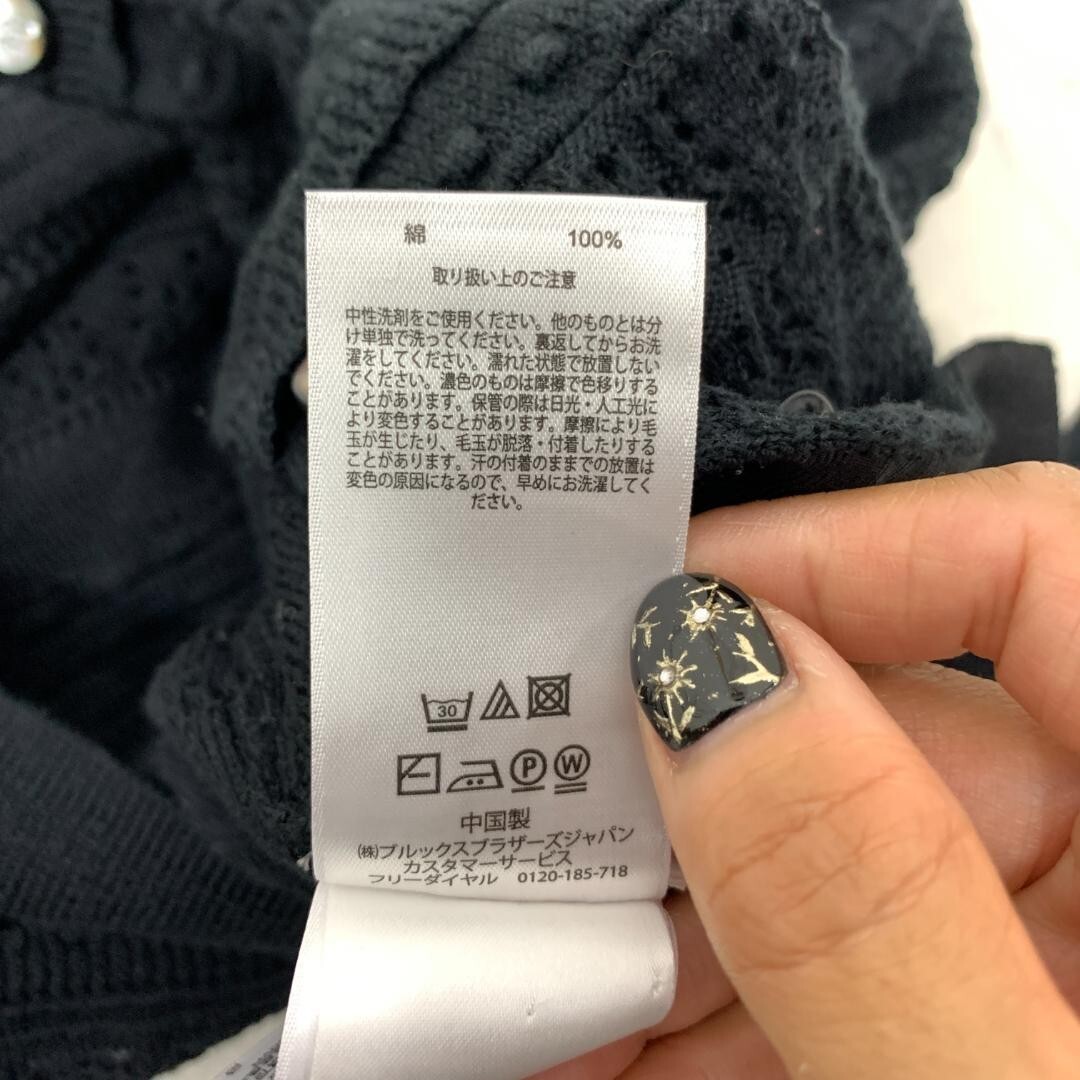 綿 100%
取り扱い上のご注意
中性洗剤をご使用ください。他のものとは分
け単独で洗ってください。裏返してからお洗
濯をしてください。濡れた状態で放置しない
でください。濃色のものは摩擦で色移りする
ことがあります。保管の際は日光・人工光に
より変色することがあります。摩擦により毛
玉が生じたり、毛玉が脱落・付着したりする
ことがあります。汗の付着のままでの放置は
変色の原因になるので、早めにお洗濯してく
ださい。
30
P W
中国製
(株)ブルックスブラザーズジャパン
カスタマーサービス
フリーダイヤル 0120-185-718